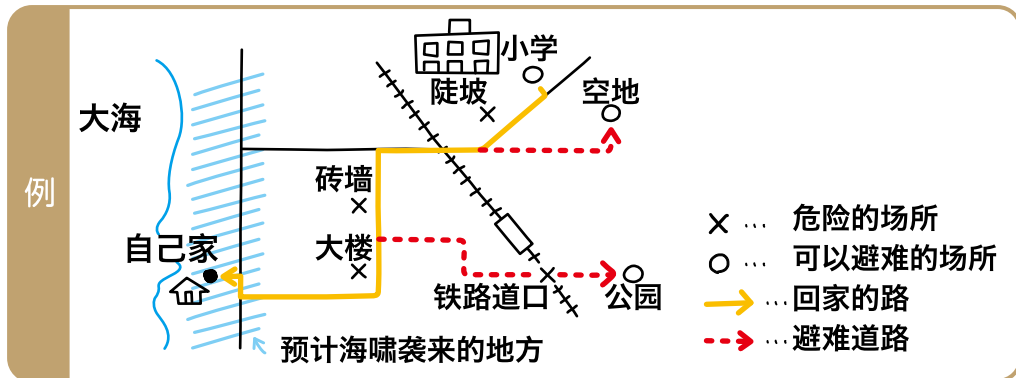 例
大海
小学
陡坡
空地
砖墙
自己家
大楼
铁路道口
公园
预计海啸袭来的地方
×…危险的场所
○…可以避难的场所
→…回家的路
→…避难道路